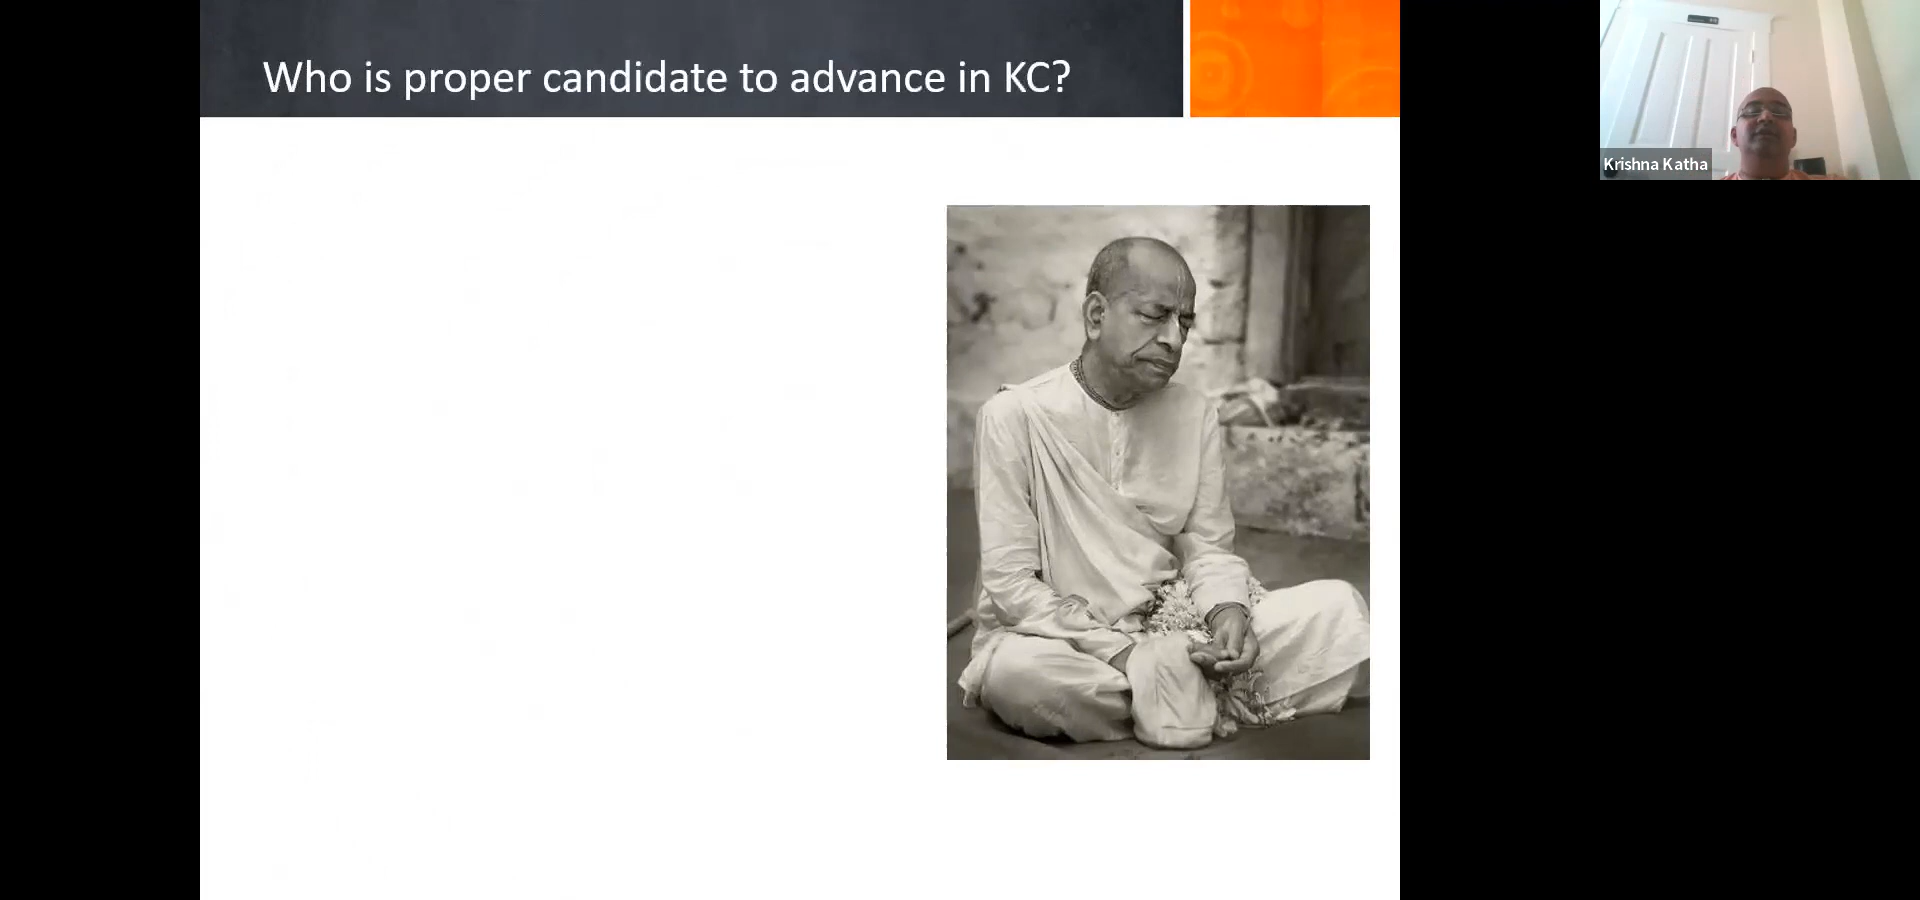 Who is proper candidate to advance in KC?
Krishna Katha